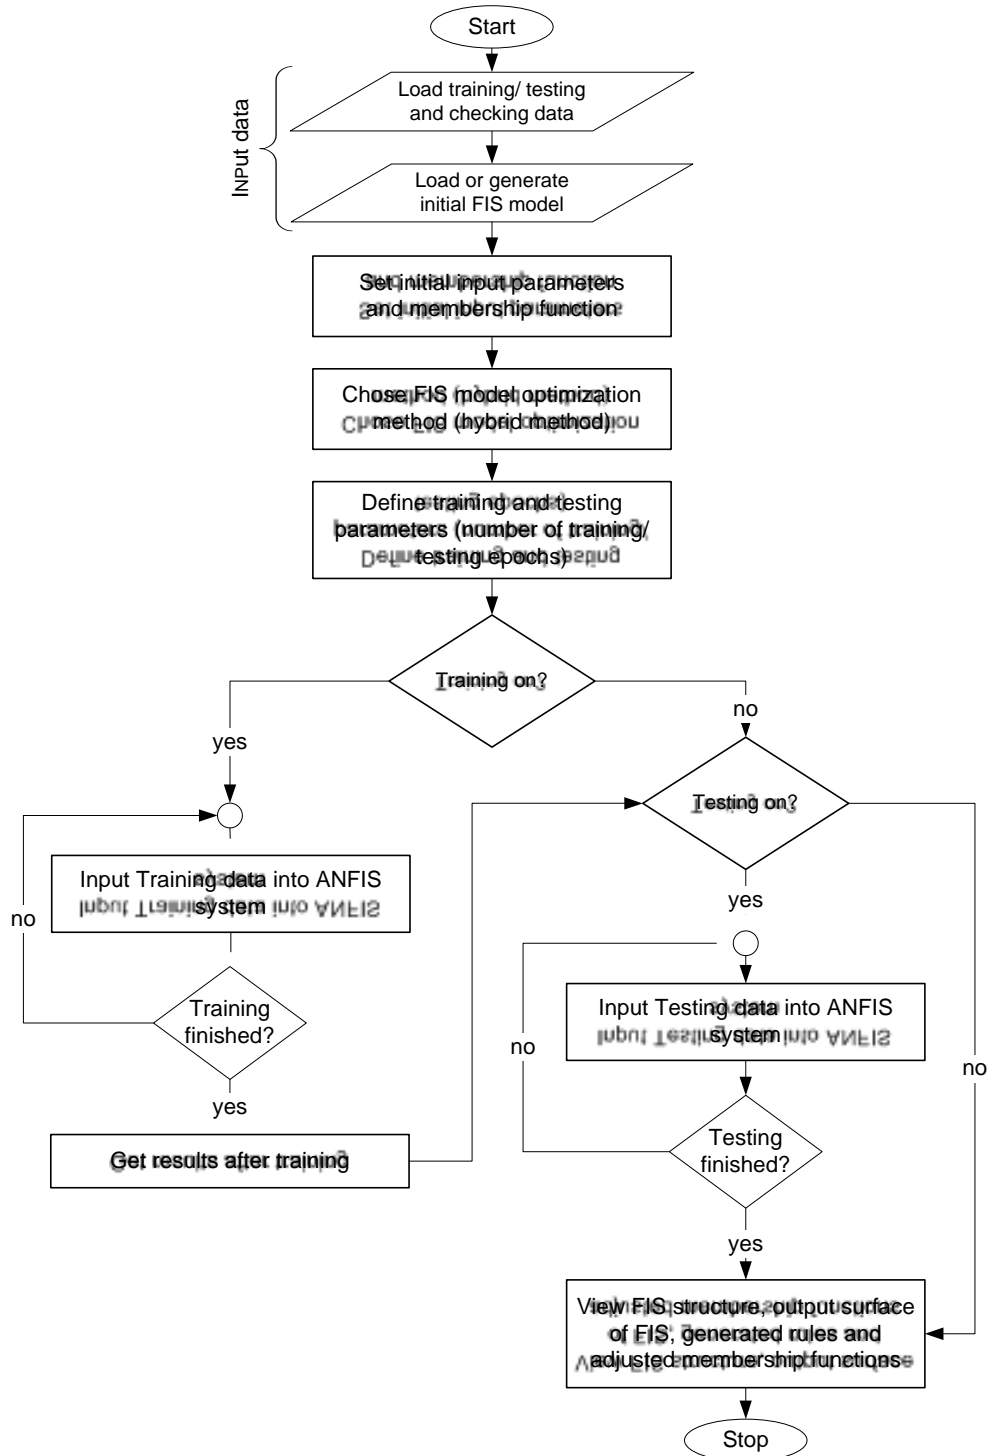 Start
INPut data
Load training/ testing
and checking data
Load or generate
initial FIS model
Set initial input parameters
and membership function
Chose FIS model optimization
method (hybrid method)
Define training and testing
parameters (number of training/
testing epochs)
Training on?
yes
no
Testing on?
Input Training data into ANFIS
system
no
Training
finished?
yes
Get results after training
yes
Input Testing data into ANFIS
system
no
no
Testing
finished?
yes
View FIS structure, output surface
of FIS, generated rules and
adjusted membership functions
Stop